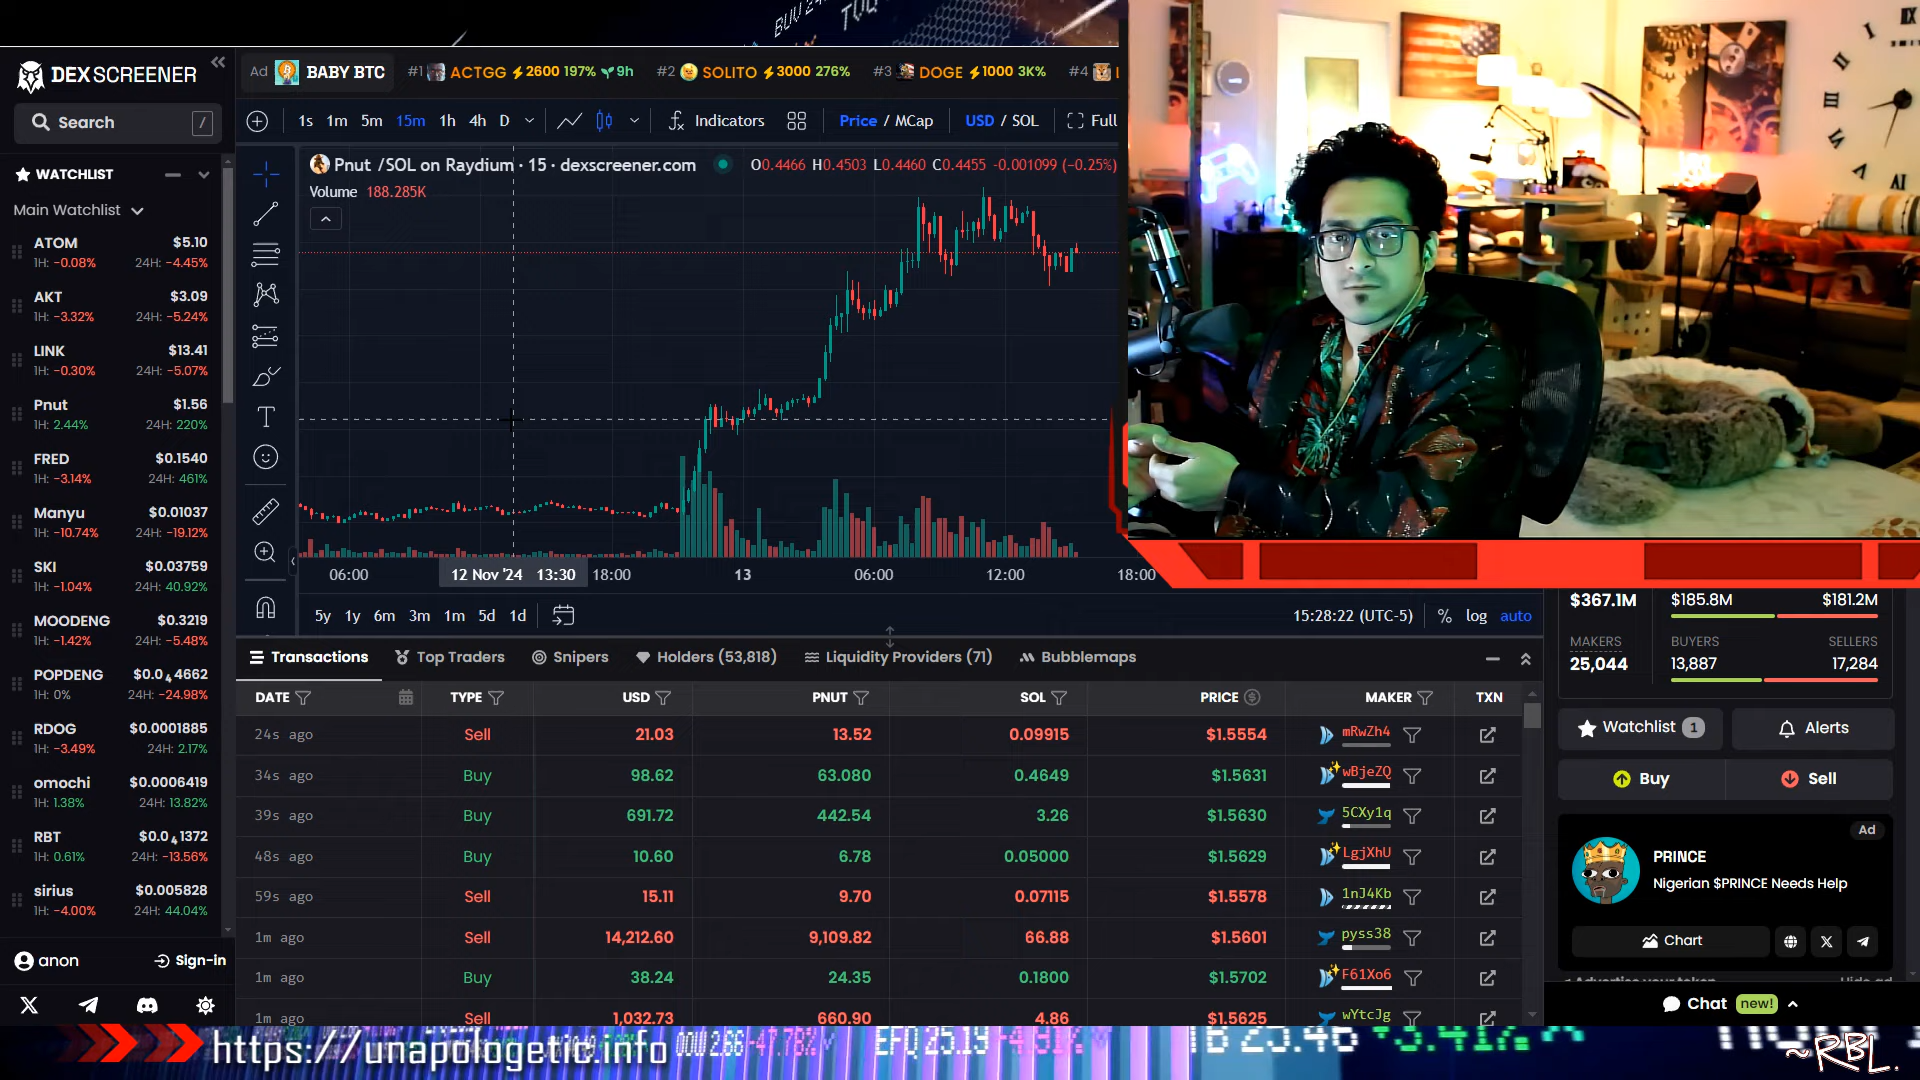 DEX SCREENER
Search /
WATCHLIST
Main Watchlist
ATOM $5.10
1H: -0.08% 24H: -4.45%
AKT $3.09
1H: -3.32% 24H: -5.24%
LINK $13.41
1H: -0.30% 24H: -5.07%
Pnut $1.56
1H: 2.44% 24H: 220%
FRED $0.1540
1H: -3.14% 24H: 461%
Manyu $0.01037
1H: -10.74% 24H: -19.12%
SKI $0.03759
1H: -1.04% 24H: 40.92%
MOODENG $0.3219
1H: -1.42% 24H: -5.48%
POPDENG $0.0₄4662
1H: 0% 24H: -24.98%
RDOG $0.0001885
1H: -3.49% 24H: 2.17%
omochi $0.0006419
1H: 1.38% 24H: 13.82%
RBT $0.0₄1372
1H: 0.61% 24H: -13.56%
sirius $0.005828
1H: -4.00% 24H: 44.04%
anon Sign-in
Ad BABY BTC #1 ACTGG 2600 197% 9h #2 SOLITO 3000 276% #3 DOGE 1000 3K% #4
1s 1m 5m 15m 1h 4h D Indicators Price / MCap USD / SOL Full
Pnut /SOL on Raydium · 15 · dexscreener.com O0.4466 H0.4503 L0.4460 C0.4455 -0.001099 (-0.25%)
Volume 188.285K
06:00 12 Nov '24 13:30 18:00 13 06:00 12:00 18:00
5y 1y 6m 3m 1m 5d 1d 15:28:22 (UTC-5) % log auto
Transactions Top Traders Snipers Holders (53,818) Liquidity Providers (71) Bubblemaps
DATE TYPE USD PNUT SOL PRICE MAKER TXN
24s ago Sell 21.03 13.52 0.09915 $1.5554 mRwZh4
34s ago Buy 98.62 63.080 0.4649 $1.5631 wBjeZQ
39s ago Buy 691.72 442.54 3.26 $1.5630 5CXy1q
48s ago Buy 10.60 6.78 0.05000 $1.5629 LgjXhU
59s ago Sell 15.11 9.70 0.07115 $1.5578 1nJ4Kb
1m ago Sell 14,212.60 9,109.82 66.88 $1.5601 pyss38
1m ago Buy 38.24 24.35 0.1800 $1.5702 F61Xo6
1m ago Sell 1,032.73 660.90 4.86 $1.5625 wYtcJg
$367.1M $185.8M $181.2M
MAKERS BUYERS SELLERS
25,044 13,887 17,284
Watchlist 1 Alerts
Buy Sell
Ad
PRINCE
Nigerian $PRINCE Needs Help
Chart
Chat new!
https://unapologetic.info
-47.78%
EFQ 25.19 -4.91%
~RBL.